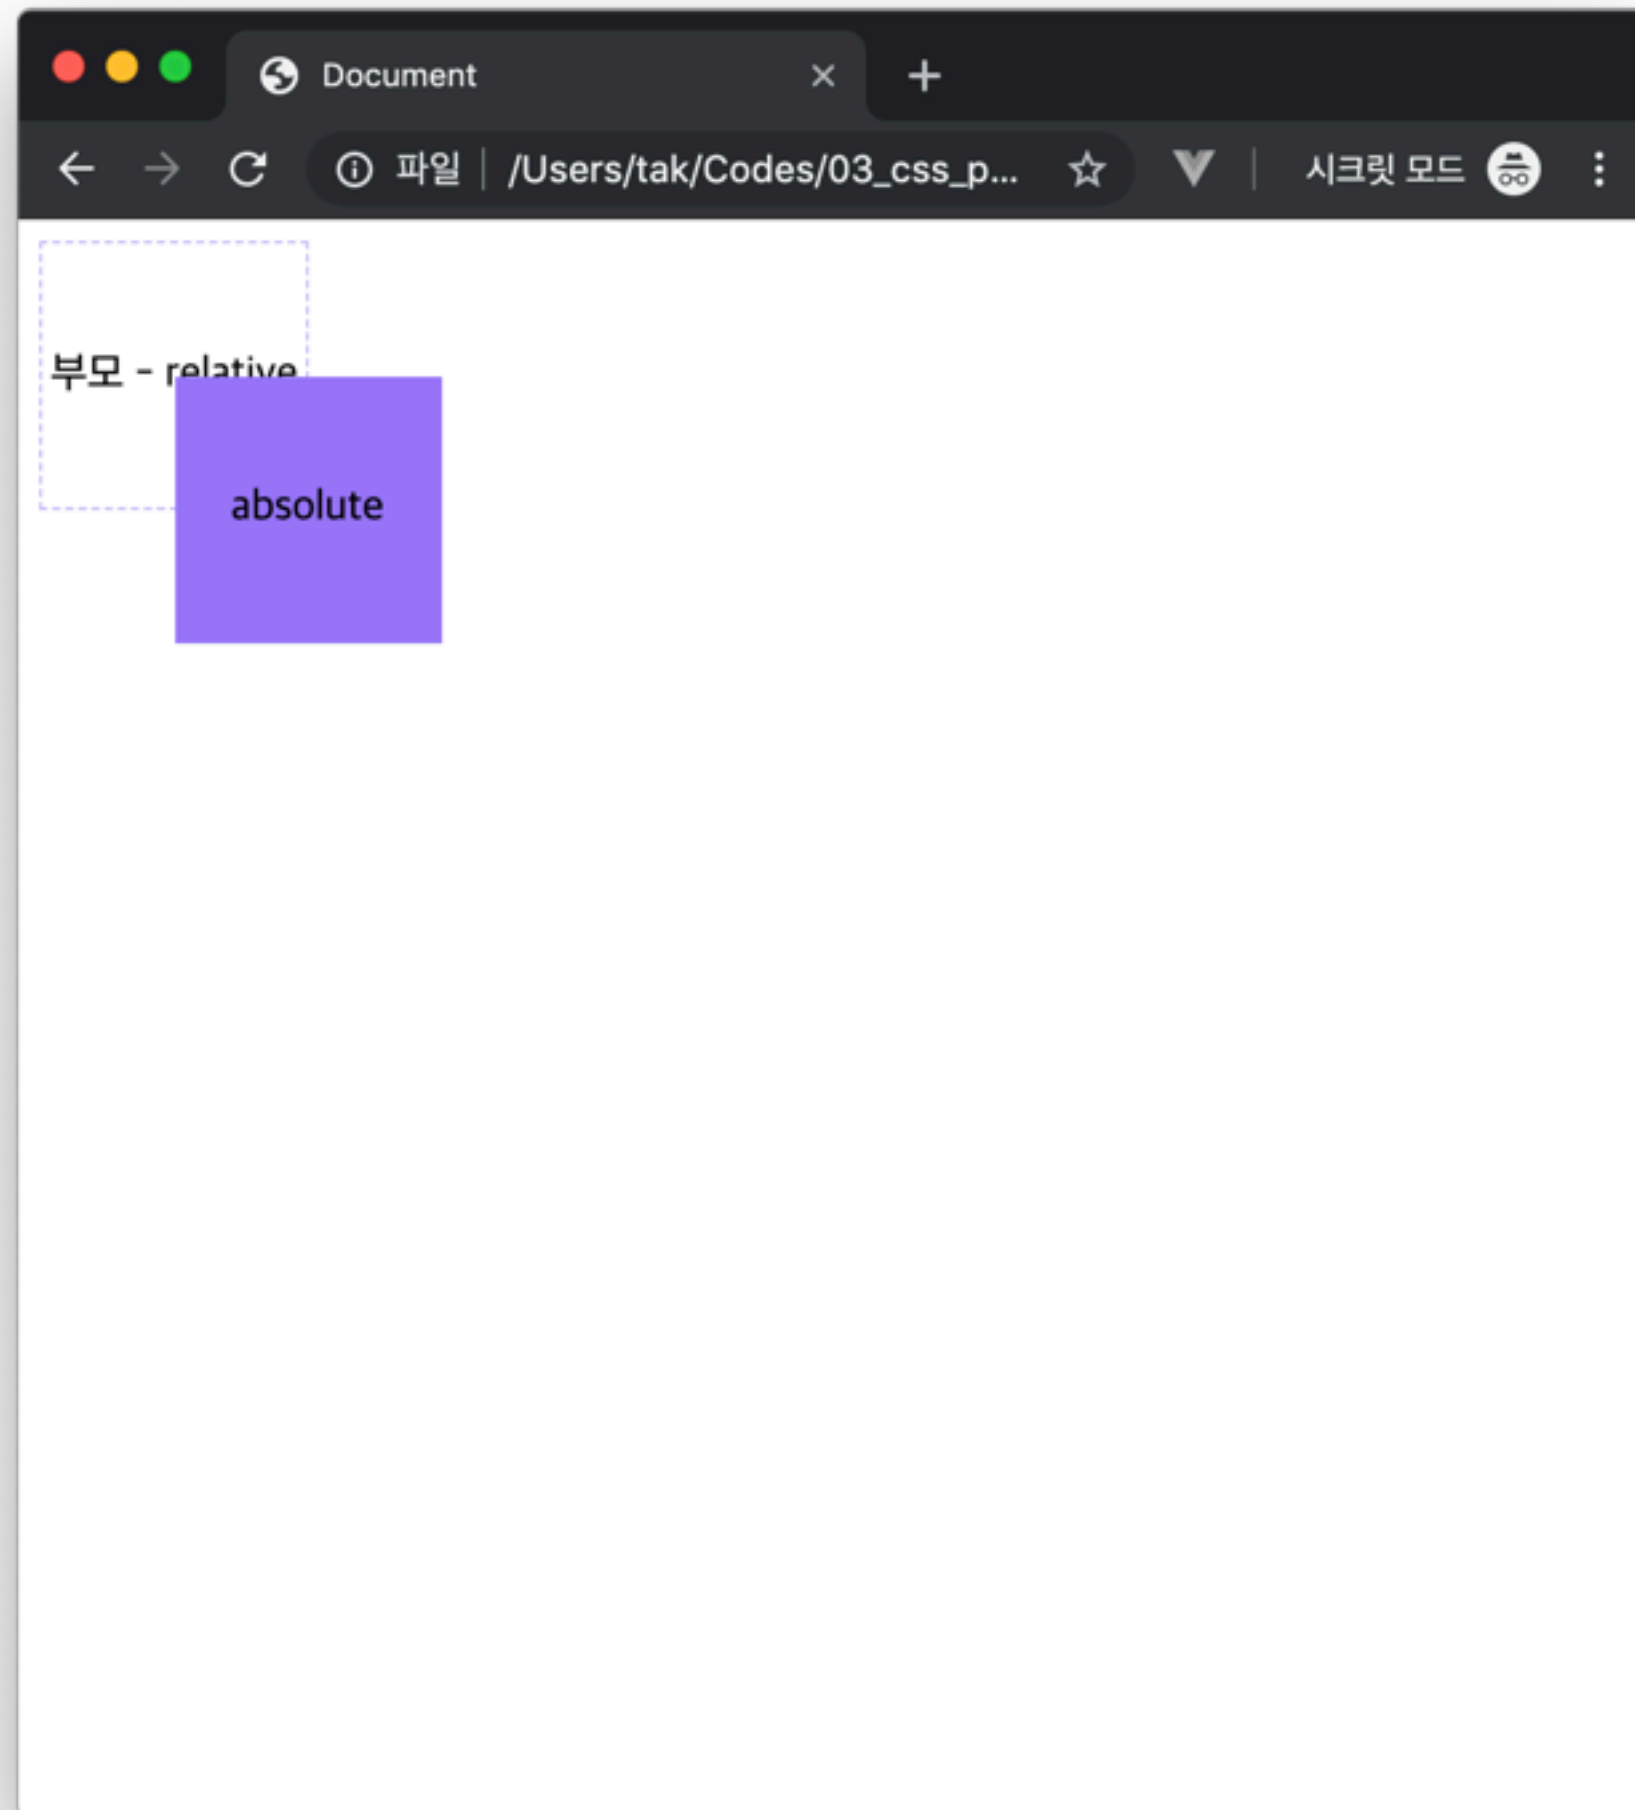 Document
파일 /Users/tak/Codes/03_css_p... 시크릿 모드
부모 - relative
absolute